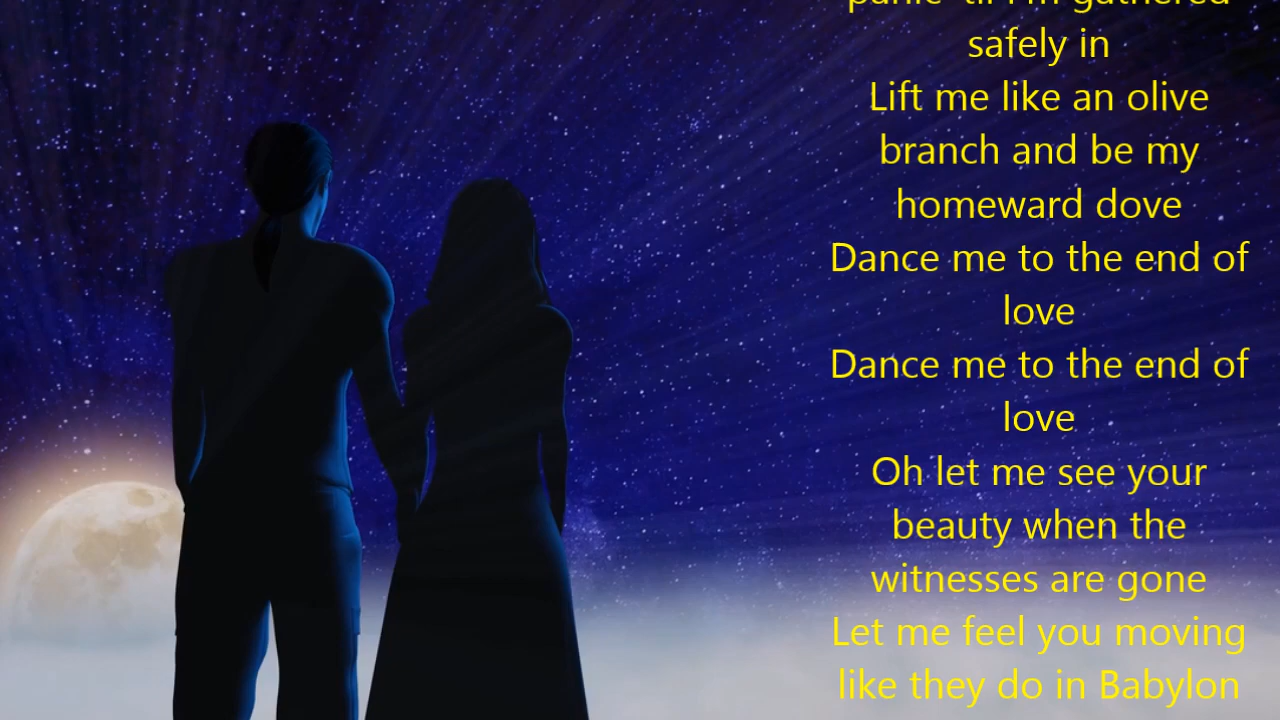 panic 'til I'm gathered
safely in
Lift me like an olive
branch and be my
homeward dove
Dance me to the end of
love
Dance me to the end of
love
Oh let me see your
beauty when the
witnesses are gone
Let me feel you moving
like they do in Babylon